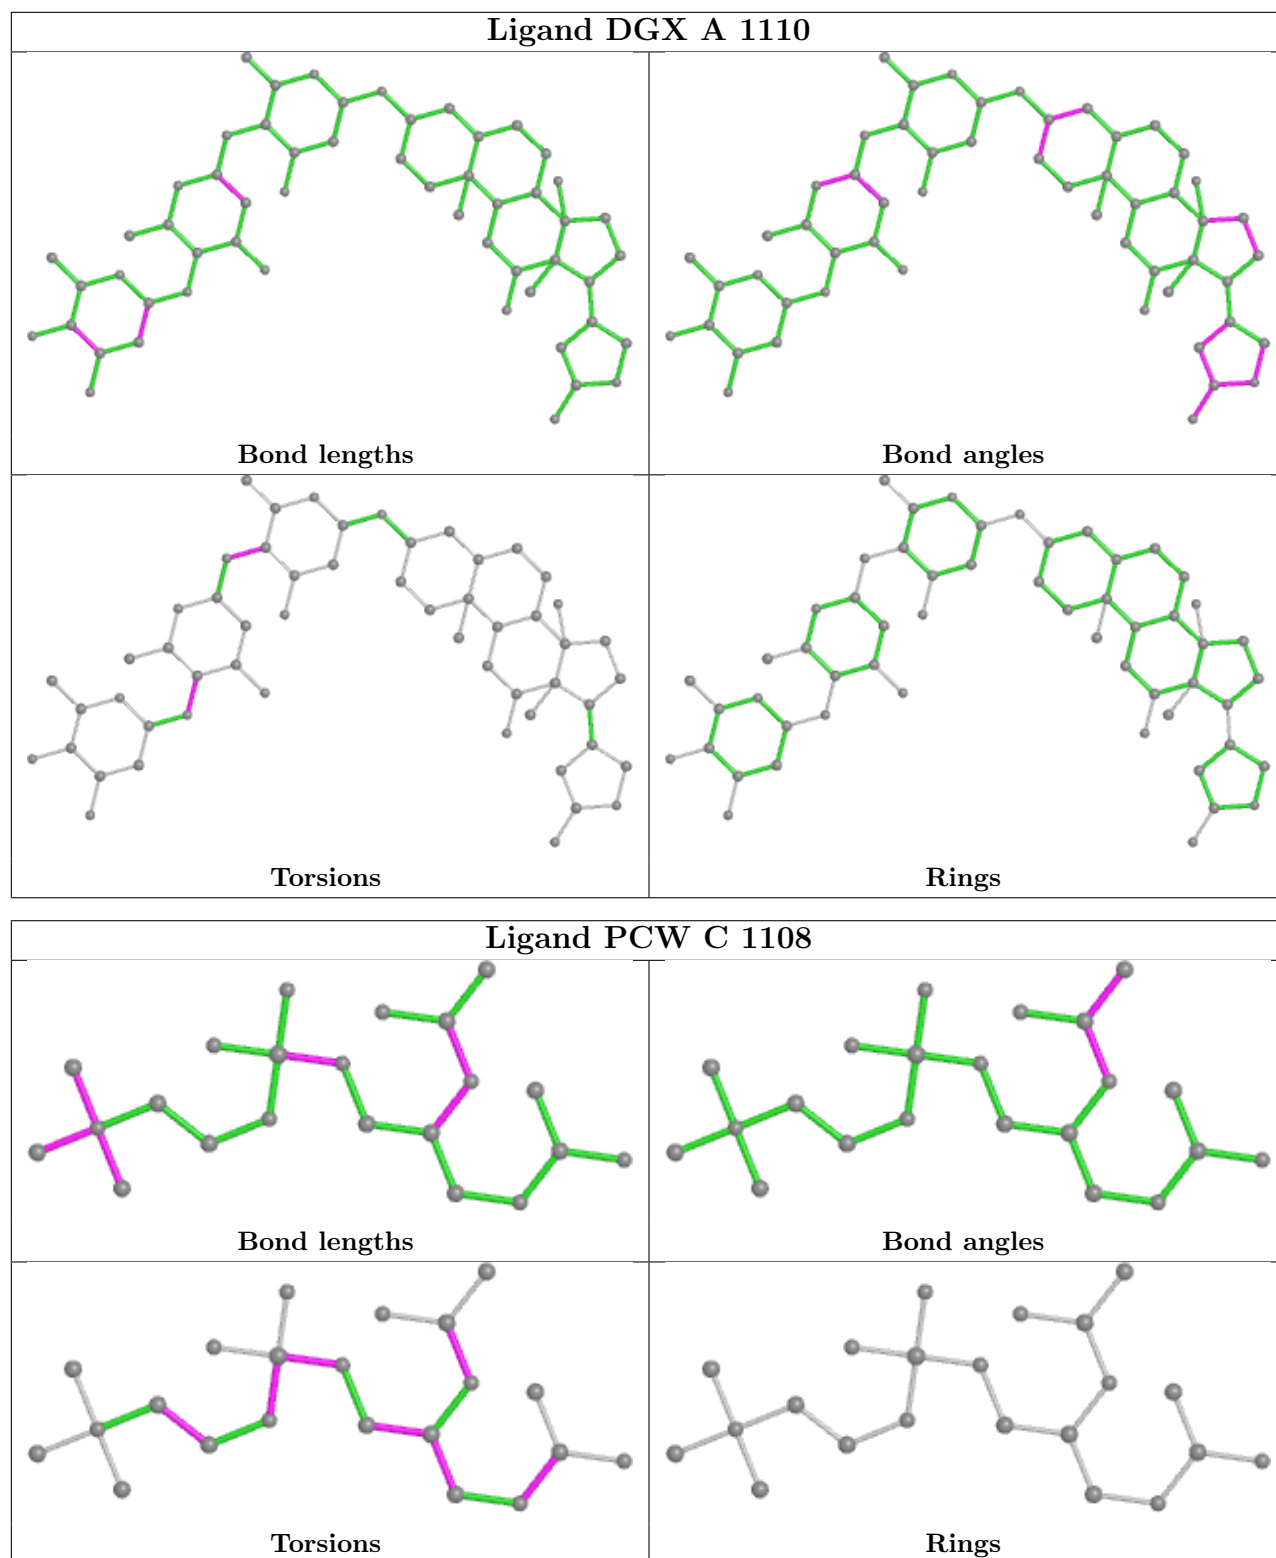 Ligand DGX A 1110
Bond lengths
Bond angles
Torsions
Rings
Ligand PCW C 1108
Bond lengths
Bond angles
Torsions
Rings